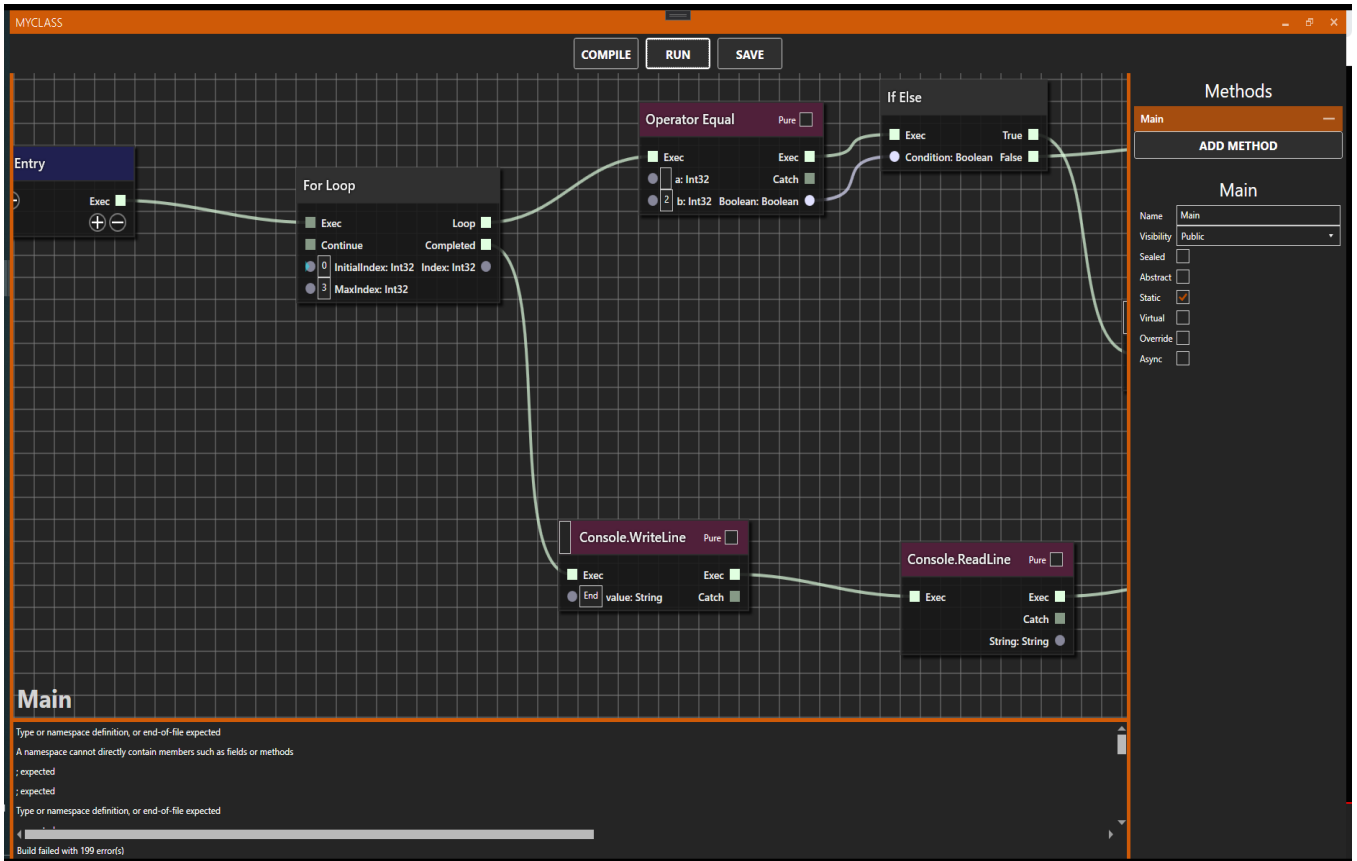 MYCLASS
COMPILE RUN SAVE
Entry
Exec
For Loop
Exec Loop
Continue Completed
0 InitialIndex: Int32 Index: Int32
3 MaxIndex: Int32
Operator Equal Pure
Exec Exec
a: Int32 Catch
2 b: Int32 Boolean: Boolean
If Else
Exec True
Condition: Boolean False
Console.WriteLine Pure
Exec Exec
End value: String Catch
Console.ReadLine Pure
Exec Exec
Catch
String: String
Main
Methods
Main
ADD METHOD
Main
Name Main
Visibility Public
Sealed
Abstract
Static
Virtual
Override
Async
Type or namespace definition, or end-of-file expected
A namespace cannot directly contain members such as fields or methods
; expected
; expected
Type or namespace definition, or end-of-file expected
Build failed with 199 error(s)